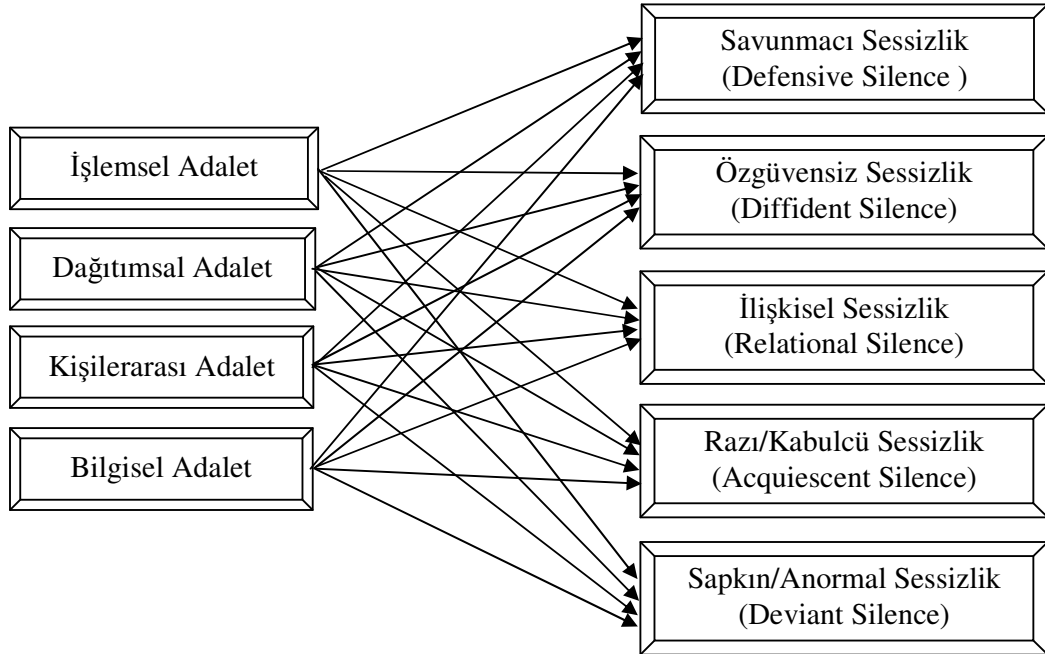 İşlemsel Adalet
Dağıtımsal Adalet
Kişilerarası Adalet
Bilgisel Adalet
Savunmacı Sessizlik
(Defensive Silence )
Özgüvensiz Sessizlik
(Diffident Silence)
İlişkisel Sessizlik
(Relational Silence)
Razı/Kabulcü Sessizlik
(Acquiescent Silence)
Sapkın/Anormal Sessizlik
(Deviant Silence)